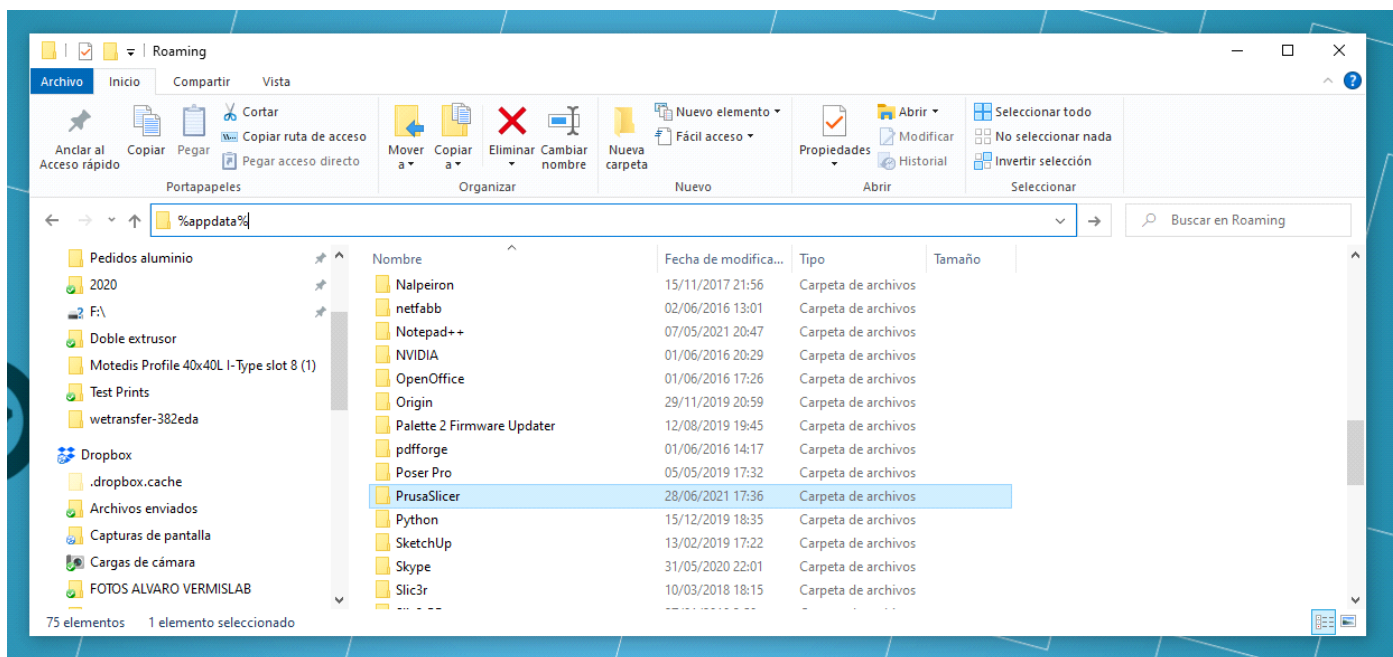 Roaming
Archivo Inicio Compartir Vista
Anclar al Acceso rápido
Copiar
Pegar
Cortar
Copiar ruta de acceso
Pegar acceso directo
Portapapeles
Mover a
Copiar a
Eliminar
Cambiar nombre
Organizar
Nueva carpeta
Nuevo elemento
Fácil acceso
Nuevo
Propiedades
Abrir
Modificar
Historial
Abrir
Seleccionar todo
No seleccionar nada
Invertir selección
Seleccionar
%appdata%
Buscar en Roaming
Pedidos aluminio
2020
F:\
Doble extrusor
Motedis Profile 40x40L I-Type slot 8 (1)
Test Prints
wetransfer-382eda
Dropbox
.dropbox.cache
Archivos enviados
Capturas de pantalla
Cargas de cámara
FOTOS ALVARO VERMISLAB
Nombre Fecha de modifica... Tipo Tamaño
Nalpeiron 15/11/2017 21:56 Carpeta de archivos
netfabb 02/06/2016 13:01 Carpeta de archivos
Notepad++ 07/05/2021 20:47 Carpeta de archivos
NVIDIA 01/06/2016 20:29 Carpeta de archivos
OpenOffice 01/06/2016 17:26 Carpeta de archivos
Origin 29/11/2019 20:59 Carpeta de archivos
Palette 2 Firmware Updater 12/08/2019 19:45 Carpeta de archivos
pdfforge 01/06/2016 14:17 Carpeta de archivos
Poser Pro 05/05/2019 17:32 Carpeta de archivos
PrusaSlicer 28/06/2021 17:36 Carpeta de archivos
Python 15/12/2019 18:35 Carpeta de archivos
SketchUp 13/02/2019 17:22 Carpeta de archivos
Skype 31/05/2020 22:01 Carpeta de archivos
Slic3r 10/03/2018 18:15 Carpeta de archivos
75 elementos 1 elemento seleccionado